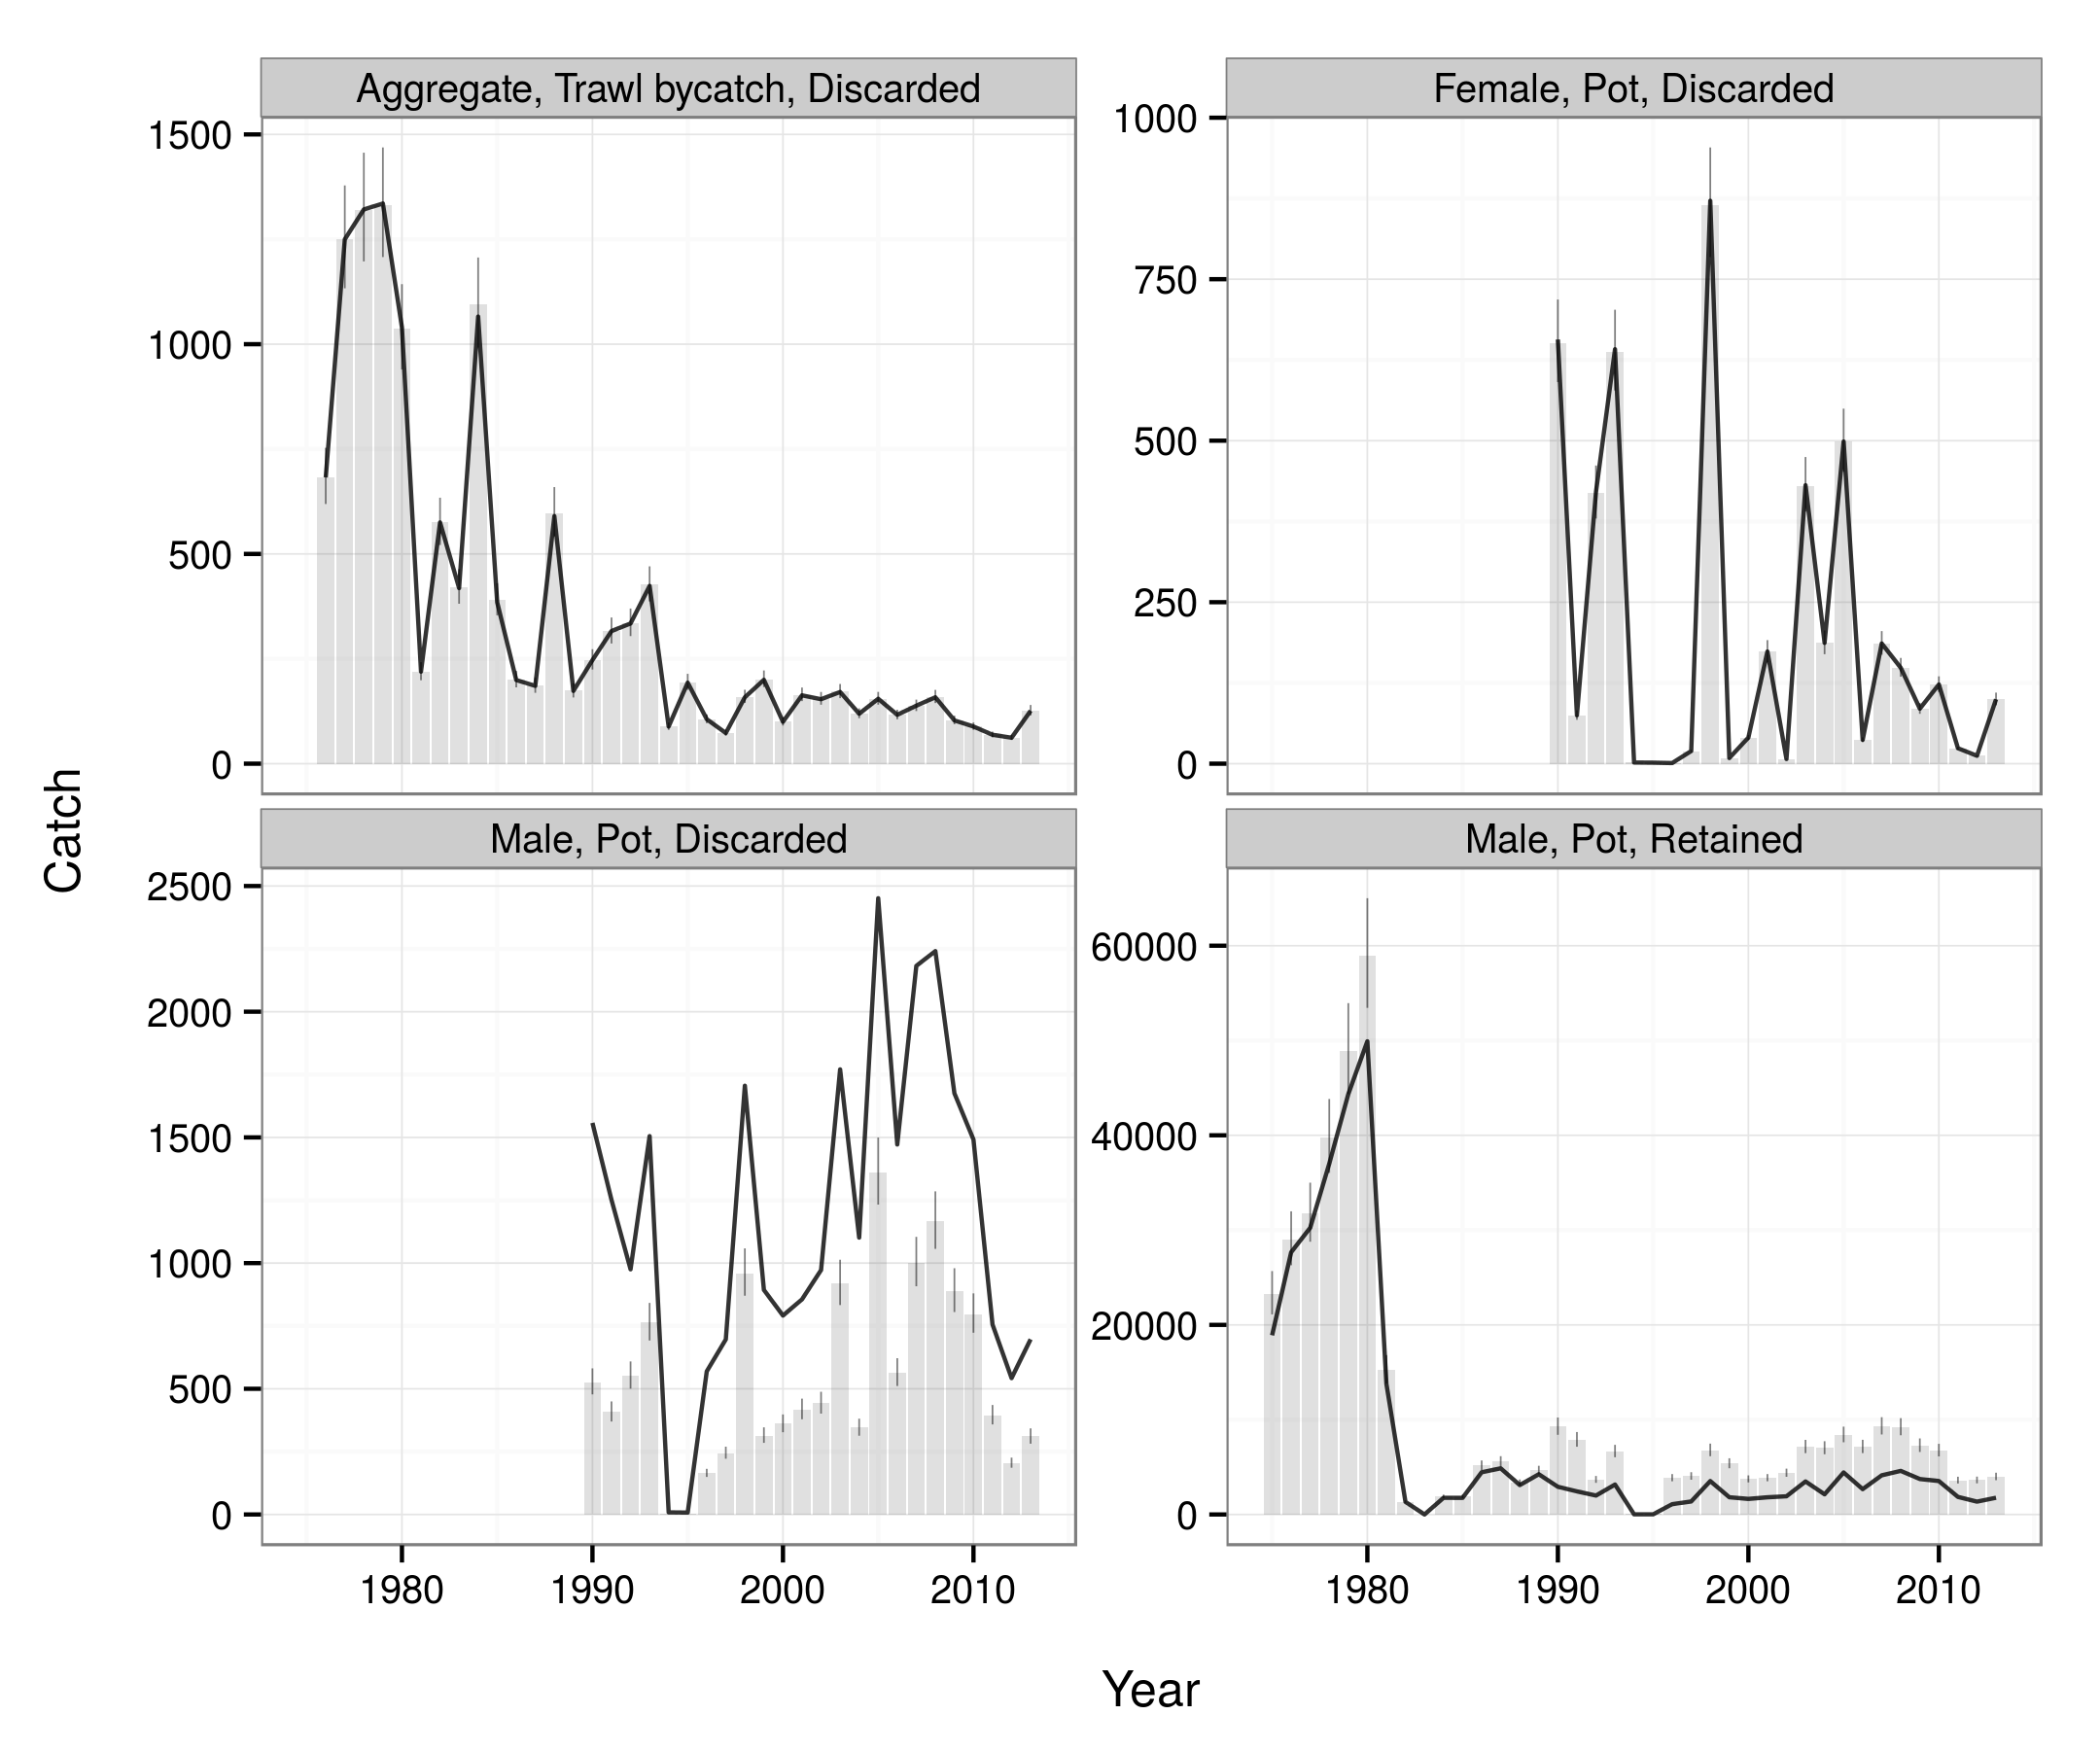 Aggregate, Trawl bycatch, Discarded
1500
1000
500
0
Female, Pot, Discarded
1000
750
500
250
0
Male, Pot, Discarded
2500
2000
1500
1000
500
0
1980 1990 2000 2010
Male, Pot, Retained
60000
40000
20000
0
1980 1990 2000 2010
Catch
Year